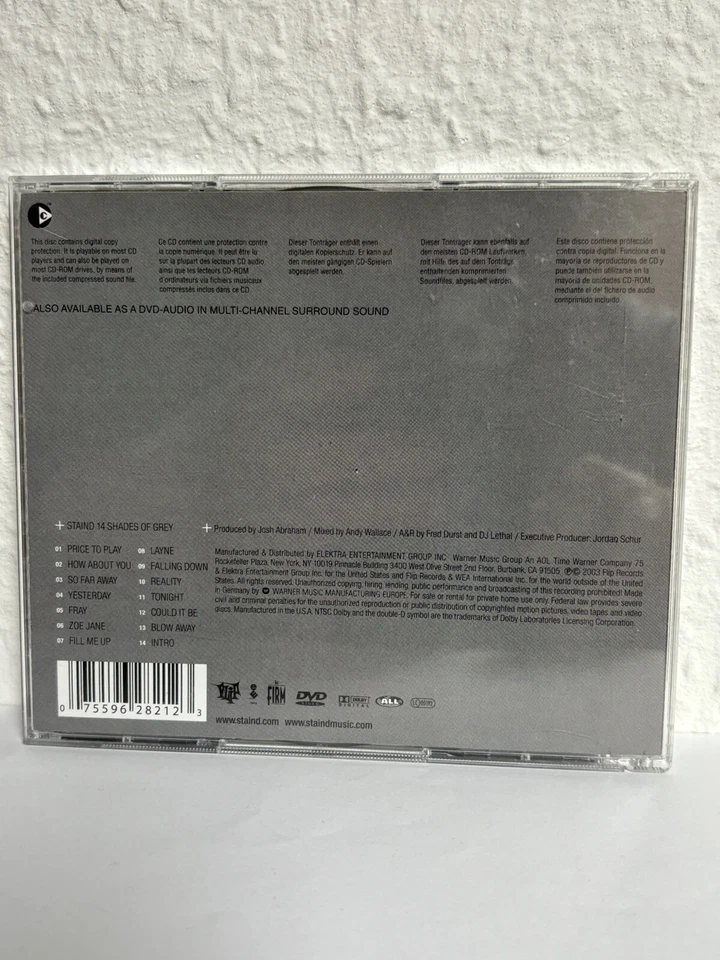 This disc contains digital copy
protection. It is playable on most CD
players and can also be played on
most CD-ROM drives, by means of
the included compressed sound file.
Ce CD contient une protection contre
la copie numérique. Il peut être lu
sur la plupart des lecteurs CD audio,
ainsi que les lecteurs CD-ROM
d'ordinateurs via fichiers musicaux
compressés inclus dans ce CD.
Dieser Tonträger enthält einen
digitalen Kopierschutz. Er kann auf
den meisten gängigen CD-Spielern
abgespielt werden.
Dieser Tonträger kann ebenfalls auf
den meisten CD-ROM Laufwerken,
mit Hilfe des auf dem Tonträg
enthaltenden komprimierten
Soundfiles, abgespielt werden.
Este disco contiene protección
contra copia digital. Funciona en la
mayoría de reproductores de CD y
puede también utilizarse en la
mayoría de unidades CD-ROM,
mediante el del fichero de audio
comprimido incluido.
ALSO AVAILABLE AS A DVD-AUDIO IN MULTI-CHANNEL SURROUND SOUND
STAIND 14 SHADES OF GREY
01 PRICE TO PLAY
02 HOW ABOUT YOU
03 SO FAR AWAY
04 YESTERDAY
05 FRAY
06 ZOE JANE
07 FILL ME UP
08 LAYNE
09 FALLING DOWN
10 REALITY
11 TONIGHT
12 COULD IT BE
13 BLOW AWAY
14 INTRO
Produced by Josh Abraham / Mixed by Andy Wallace / A&R by Fred Durst and DJ Lethal / Executive Producer: Jordan Schur
Manufactured & Distributed by ELEKTRA ENTERTAINMENT GROUP INC. Warner Music Group An AOL Time Warner Company 75
Rockefeller Plaza, New York, NY 10019 Pinnacle Building 3400 West Olive Street 2nd Floor, Burbank, CA 91505, ℗© 2003 Flip Records
& Elektra Entertainment Group Inc. for the United States and Flip Records & WEA International Inc. for the world outside of the United
States. All rights reserved. Unauthorized copying, hiring, lending, public performance and broadcasting of this recording prohibited! Made
in Germany by WARNER MUSIC MANUFACTURING EUROPE. For sale or rental for private home use only. Federal law provides severe
civil and criminal penalties for the unauthorized reproduction or public distribution of copyrighted motion pictures, video tapes and video
discs. Manufactured in the U.S.A. NTSC Dolby and the double-D symbol are the trademarks of Dolby Laboratories Licensing Corporation.
0 75596 28212 3
FLIP
THE FIRM
DVD
VIDEO
DOLBY
DIGITAL
ALL
www.staind.com www.staindmusic.com